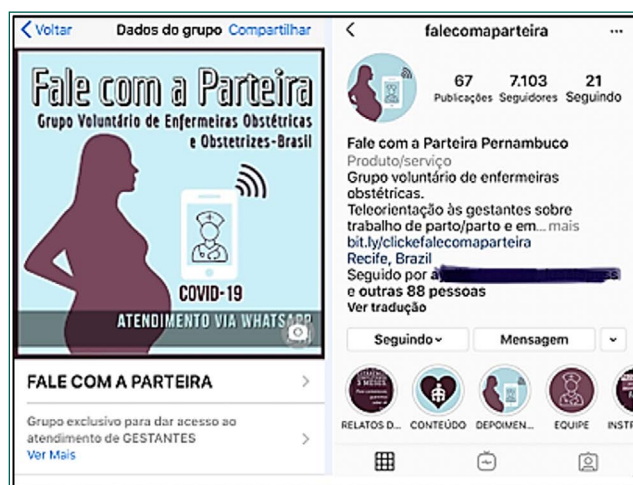 Voltar
Dados do grupo
Compartilhar
Fale com a Parteira
Grupo Voluntário de Enfermeiras Obstétricas
e Obstetrizes-Brasil
COVID-19
ATENDIMENTO VIA WHATSAPP
FALE COM A PARTEIRA
Grupo exclusivo para dar acesso ao
atendimento de GESTANTES
Ver Mais
falecomaparteira
...
67
7.103
21
Publicações
Seguidores
Seguindo
Fale com a Parteira Pernambuco
Produto/serviço
Grupo voluntário de enfermeiras
obstétricas.
Teleorientação às gestantes sobre
trabalho de parto/parto e em... mais
bit.ly/clickefalecomaparteira
Recife, Brazil
Seguido por
e outras 88 pessoas
Ver tradução
Seguindo
Mensagem
3 MESES
RELATOS D...
CONTEÚDO
DEPOIMEN...
EQUIPE
INSTR